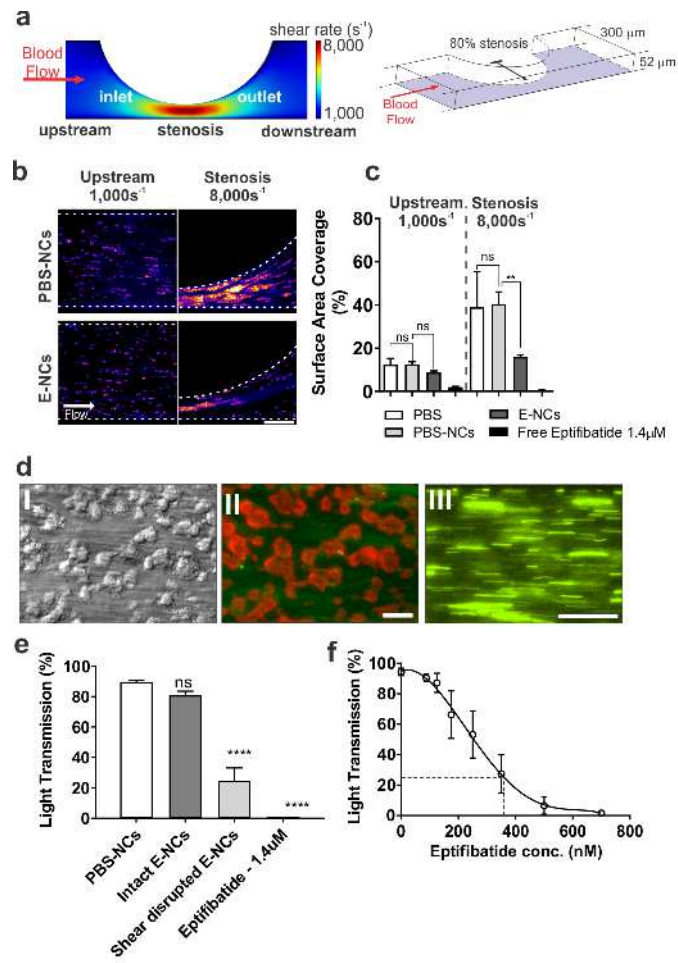 a
shear rate (s⁻¹)
8,000
1,000
Blood
Flow
inlet
outlet
upstream
stenosis
downstream
80% stenosis
300 µm
52 µm
Blood
Flow
b
Upstream
1,000s⁻¹
Stenosis
8,000s⁻¹
PBS-NCs
E-NCs
Flow
c
Upstream
1,000s⁻¹
Stenosis
8,000s⁻¹
Surface Area Coverage
(%)
80
60
40
20
0
ns
ns
ns
**
PBS
E-NCs
PBS-NCs
Free Eptifibatide 1.4µM
d
I
II
III
e
Light Transmission (%)
100
80
60
40
20
0
ns
****
****
PBS-NCs
Intact E-NCs
Shear disrupted E-NCs
Eptifibatide - 1.4uM
f
Light Transmission (%)
100
80
60
40
20
0
0
200
400
600
800
Eptifibatide conc. (nM)